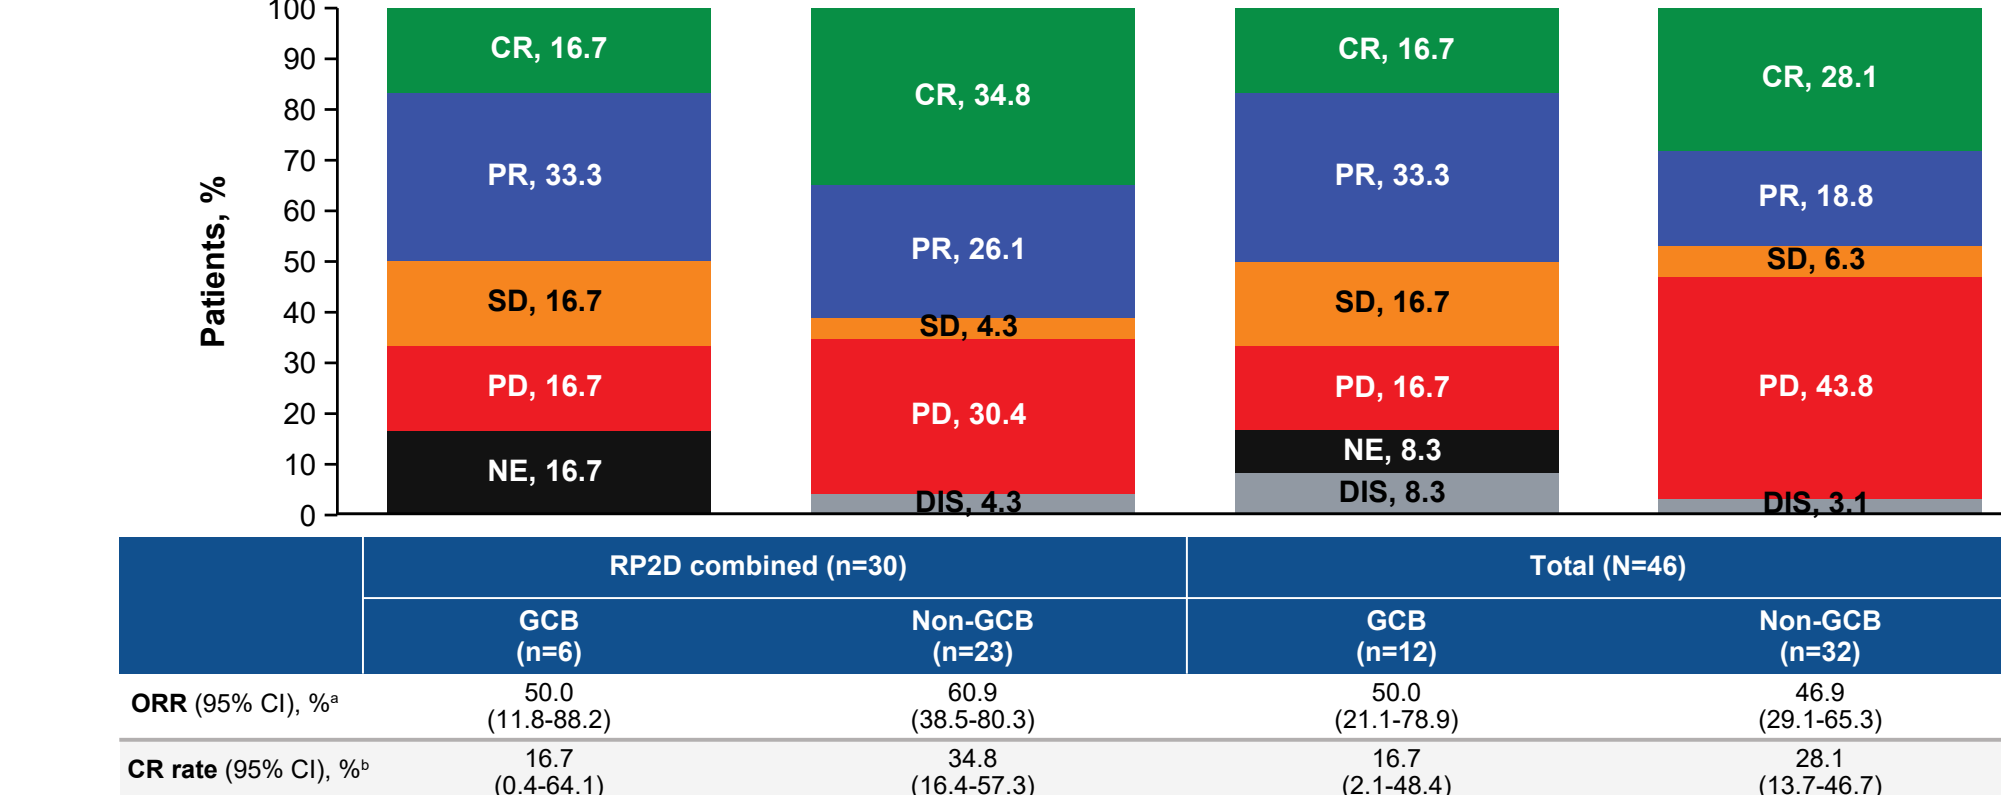 Patients, %
100
90
80
70
60
50
40
30
20
10
0
CR, 16.7
PR, 33.3
SD, 16.7
PD, 16.7
NE, 16.7
CR, 34.8
PR, 26.1
SD, 4.3
PD, 30.4
DIS, 4.3
CR, 16.7
PR, 33.3
SD, 16.7
PD, 16.7
NE, 8.3
DIS, 8.3
CR, 28.1
PR, 18.8
SD, 6.3
PD, 43.8
DIS, 3.1
RP2D combined (n=30) Total (N=46)
GCB Non-GCB GCB Non-GCB
(n=6) (n=23) (n=12) (n=32)
ORR (95% CI), %ᵃ 50.0 60.9 50.0 46.9
(11.8-88.2) (38.5-80.3) (21.1-78.9) (29.1-65.3)
CR rate (95% CI), %ᵇ 16.7 34.8 16.7 28.1
(0.4-64.1) (16.4-57.3) (2.1-48.4) (13.7-46.7)